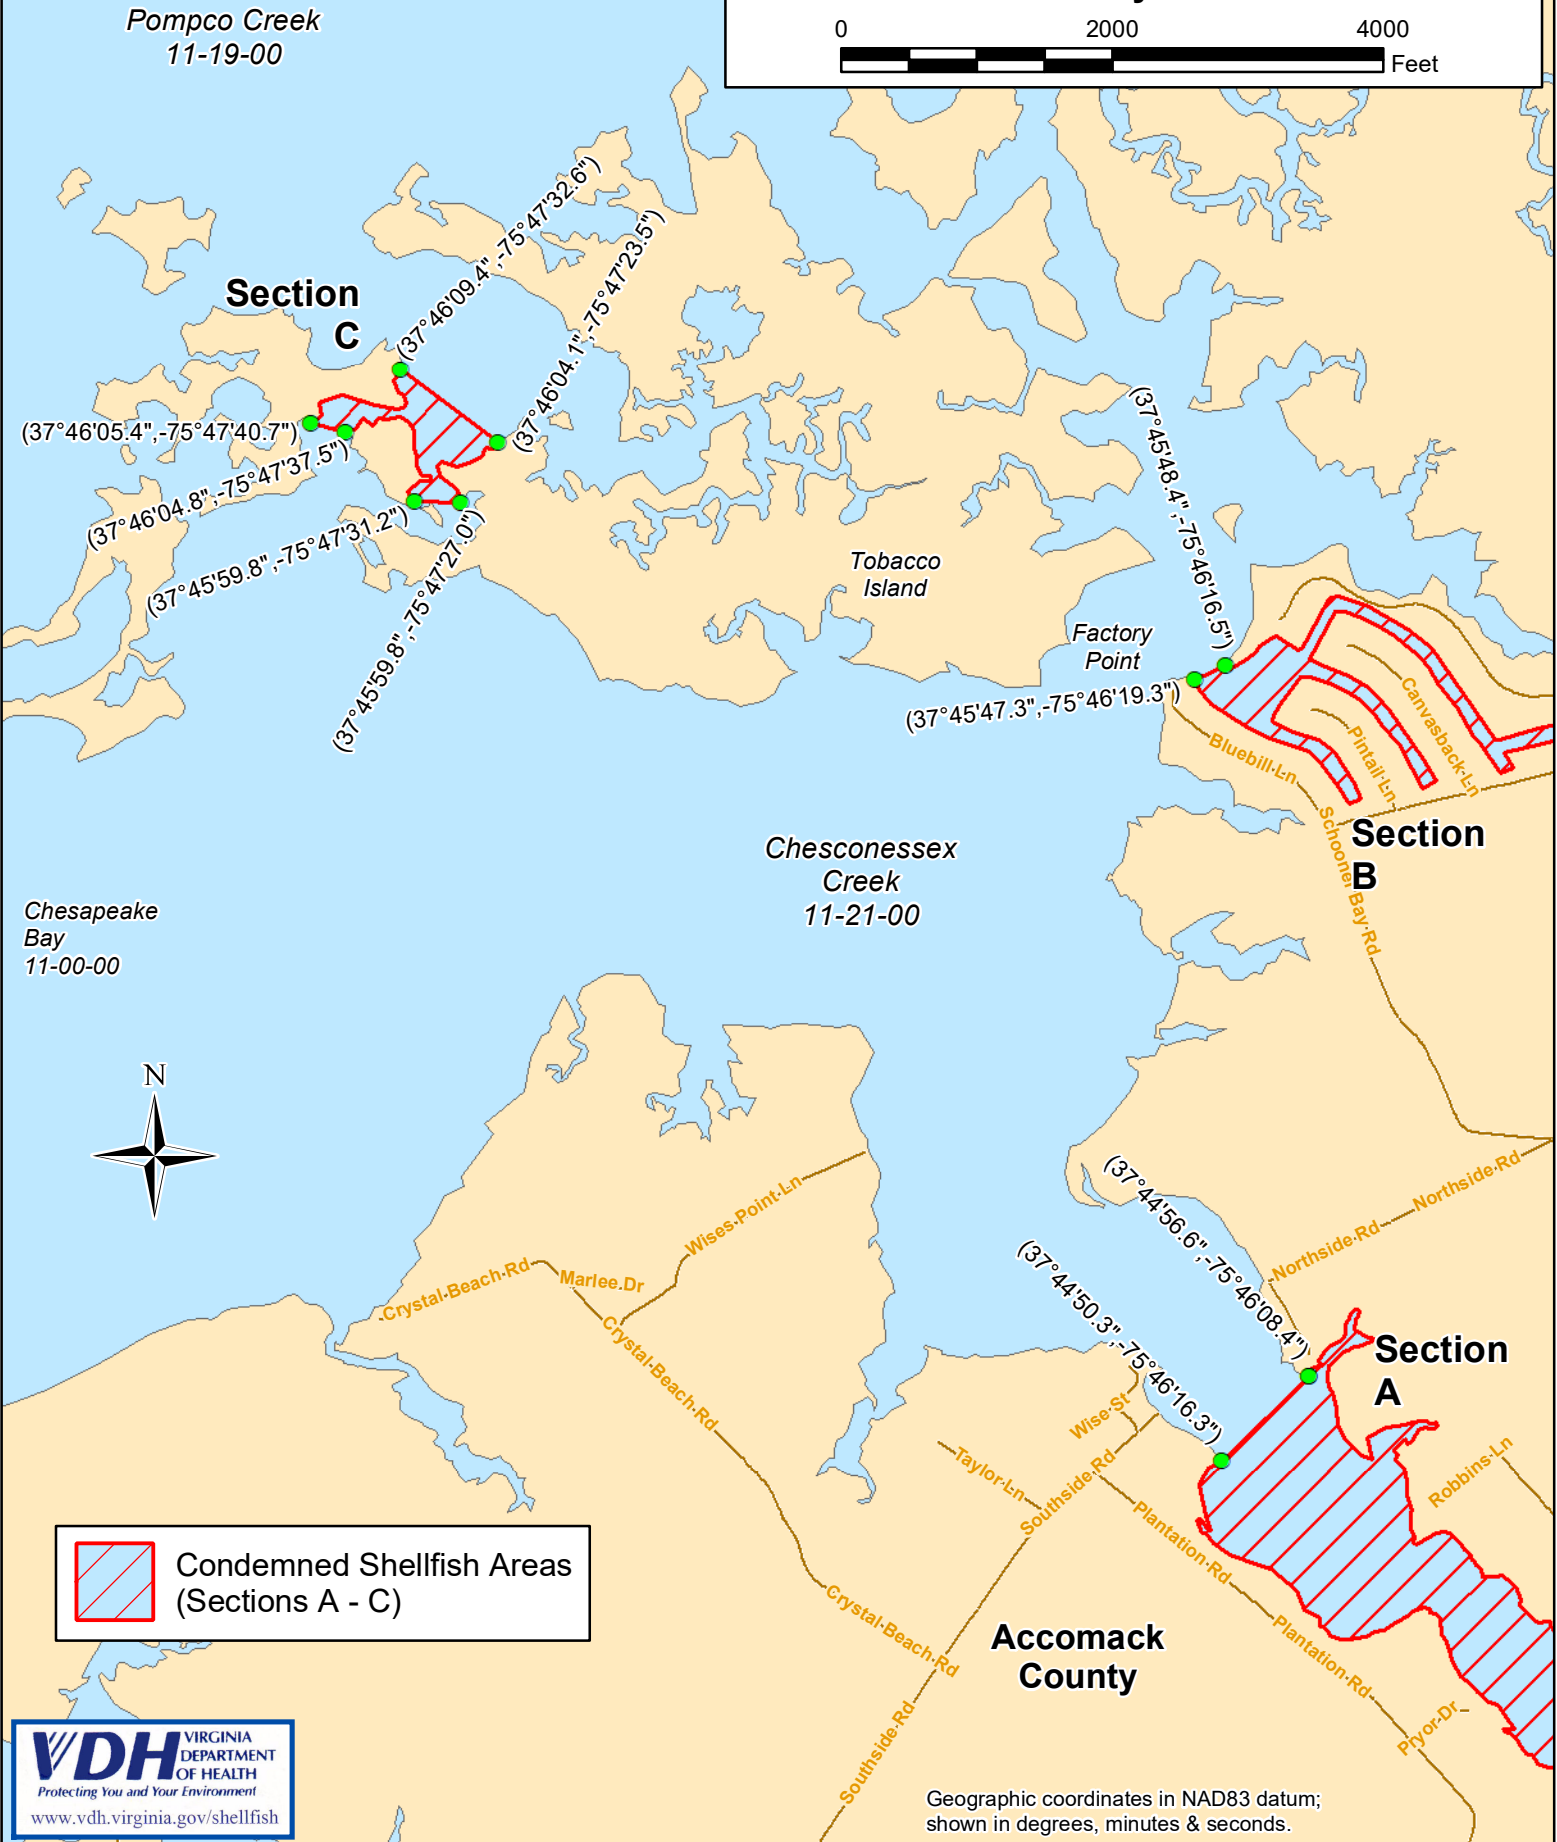 Pompco Creek
11-19-00
0 2000 4000
Feet
Section
C
(37°46'09.4",-75°47'32.6")
(37°46'04.1",-75°47'23.5")
(37°46'05.4",-75°47'40.7")
(37°46'04.8",-75°47'37.5")
(37°45'59.8",-75°47'31.2")
(37°45'59.8",-75°47'27.0")
Tobacco
Island
(37°45'48.4",-75°46'16.5")
Factory
Point
(37°45'47.3",-75°46'19.3")
Bluebill Ln
Pintail Ln
Canvasback Ln
Schooner Bay Rd
Section
B
Chesconessex
Creek
11-21-00
Chesapeake
Bay
11-00-00
N
Northside Rd
Northside Rd
(37°44'56.6",-75°46'08.4")
(37°44'50.3",-75°46'16.3")
Wises Point Ln
Crystal Beach Rd
Marlee Dr
Crystal Beach Rd
Section
A
Wise St
Taylor Ln
Southside Rd
Robbins Ln
Plantation Rd
Condemned Shellfish Areas
(Sections A - C)
Crystal Beach Rd
Accomack
County
Plantation Rd
Pryor Dr
Southside Rd
VDH VIRGINIA
DEPARTMENT
OF HEALTH
Protecting You and Your Environment
www.vdh.virginia.gov/shellfish
Geographic coordinates in NAD83 datum;
shown in degrees, minutes & seconds.